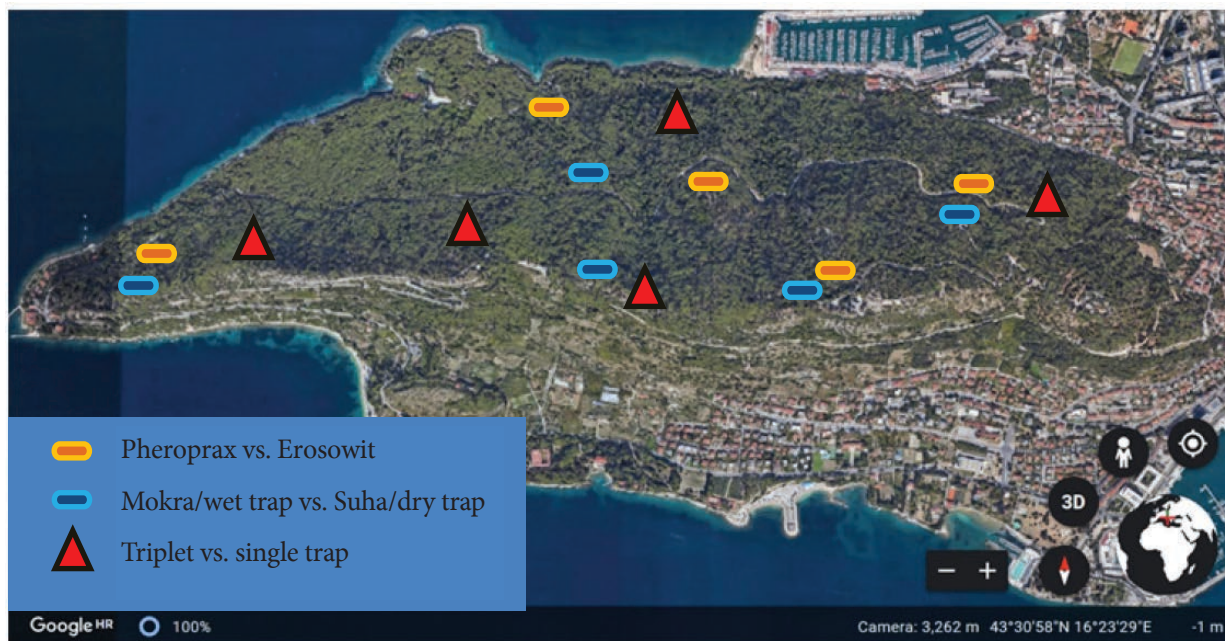 Pheroprax vs. Erosowit
Mokra/wet trap vs. Suha/dry trap
Triplet vs. single trap
3D
Google HR 100% Camera: 3,262 m 43°30'58"N 16°23'29"E -1 m